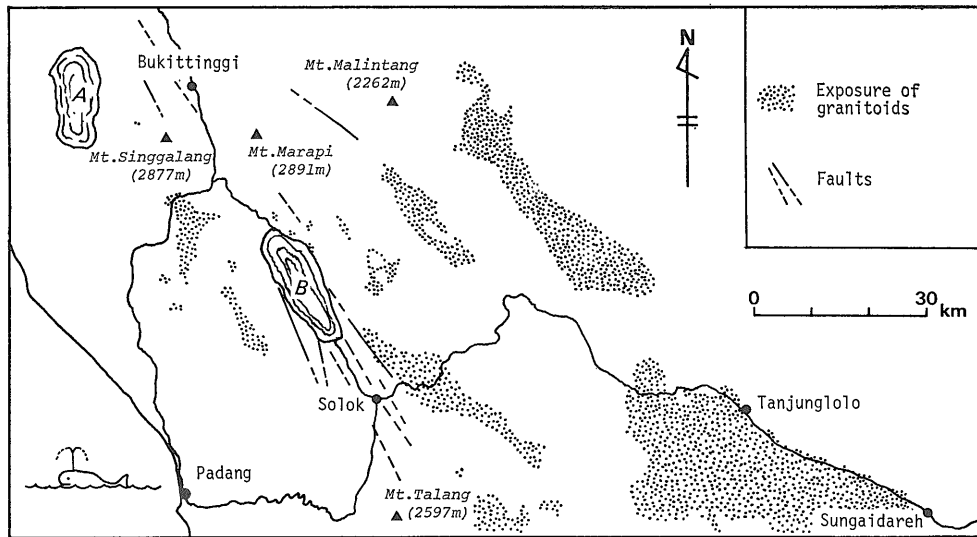 Bukittinggi
Mt.Malintang
(2262m)
N
A
Exposure of
granitoids
Mt.Singgalang
(2877m)
Mt.Marapi
(2891m)
Faults
B
0 30 km
Solok
Tanjunglolo
Padang
Mt.Talang
(2597m)
Sungaidareh